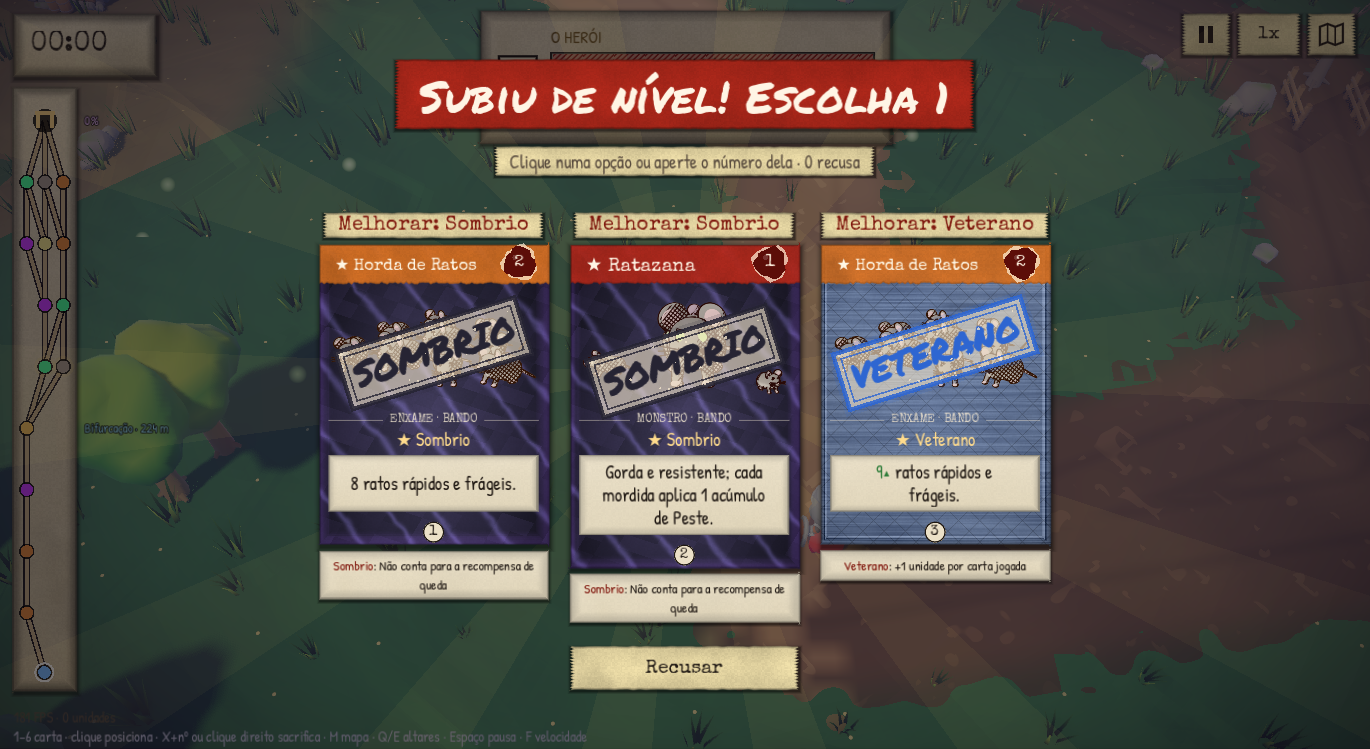 00:00
O HERÓI
1x
SUBIU DE NÍVEL! ESCOLHA 1
Clique numa opção ou aperte o número dela · 0 recusa
0%
Melhorar: Sombrio
★ Horda de Ratos
2
SOMBRIO
ENXAME · BANDO
★ Sombrio
8 ratos rápidos e frágeis.
1
Sombrio: Não conta para a recompensa de
queda
Melhorar: Sombrio
★ Ratazana
1
SOMBRIO
MONSTRO · BANDO
★ Sombrio
Gorda e resistente; cada
mordida aplica 1 acúmulo
de Peste.
2
Sombrio: Não conta para a recompensa de
queda
Melhorar: Veterano
★ Horda de Ratos
2
VETERANO
ENXAME · BANDO
★ Veterano
9▲ ratos rápidos e
frágeis.
3
Veterano: +1 unidade por carta jogada
Bifurcação · 224 m
Recusar
0 unidades
1-6 carta · clique posiciona · X+nº ou clique direito sacrifica · M mapa · Q/E altares · Espaço pausa · F velocidade